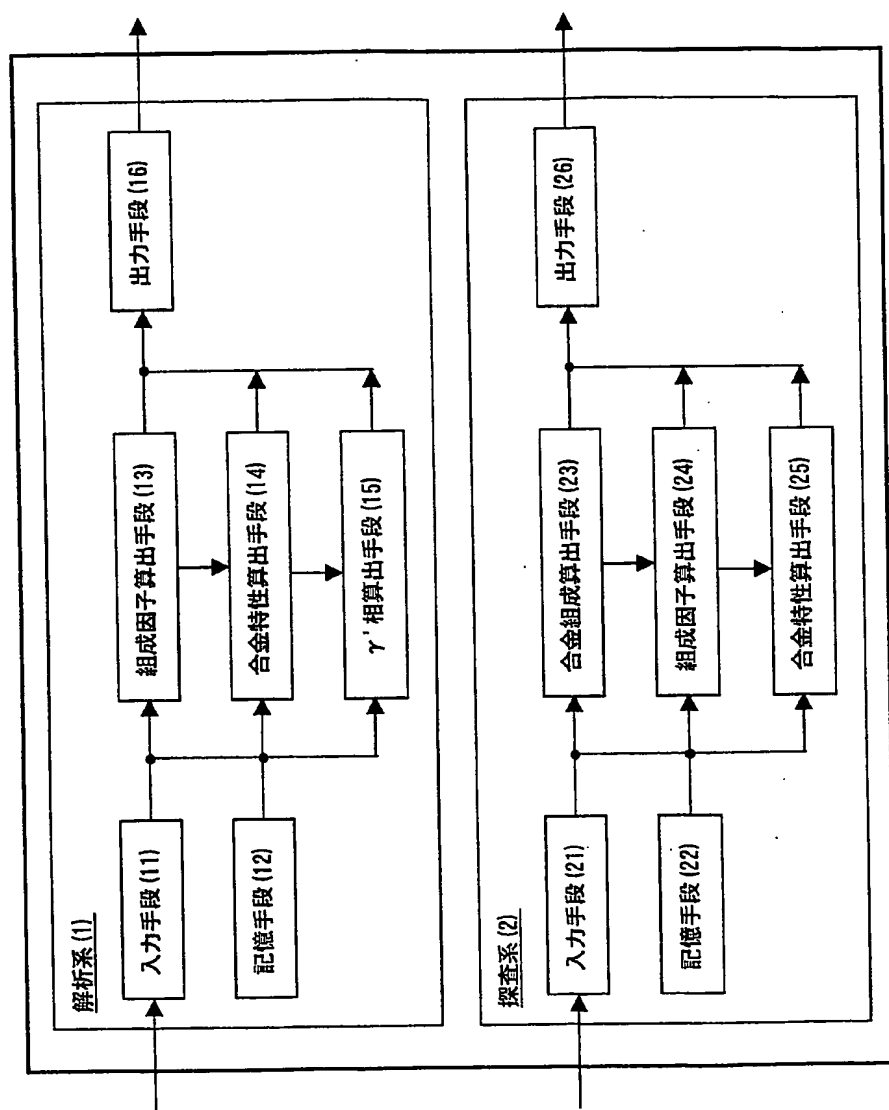 解析系(1)
入力手段(11)
記憶手段(12)
組成因子算出手段(13)
合金特性算出手段(14)
γ'相算出手段(15)
出力手段(16)
探査系(2)
入力手段(21)
記憶手段(22)
合金組成算出手段(23)
組成因子算出手段(24)
合金特性算出手段(25)
出力手段(26)